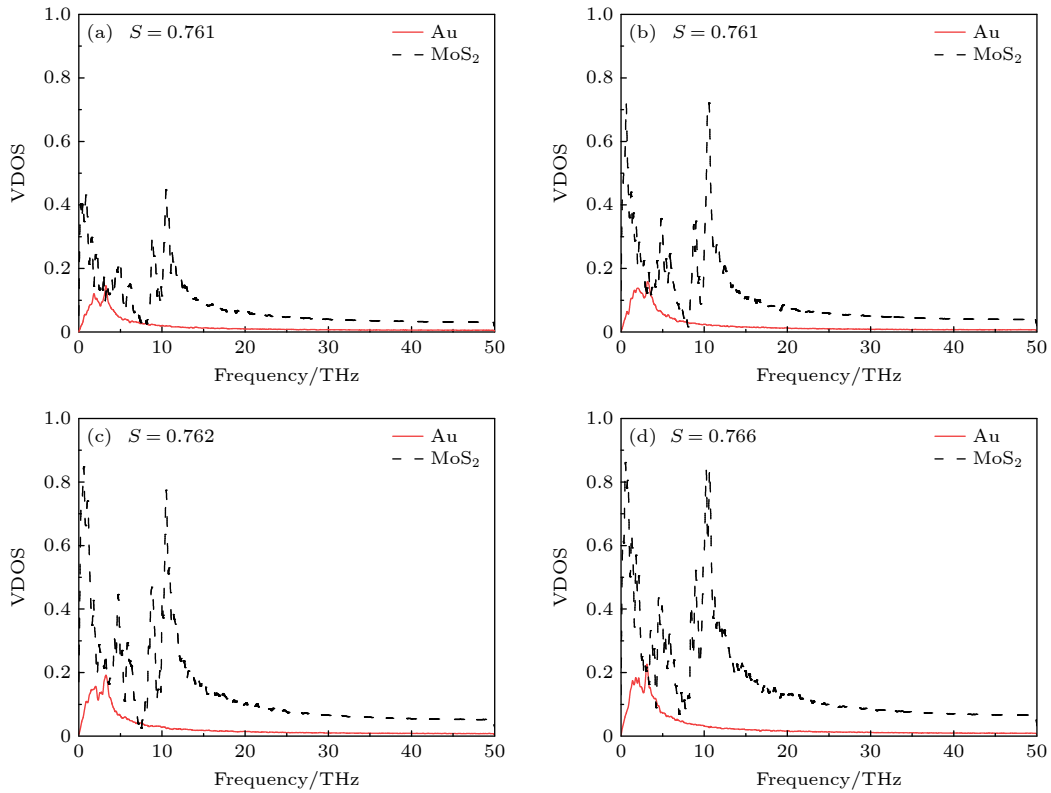 (a) S = 0.761
Au
MoS₂
1.0
0.8
0.6
0.4
0.2
0
VDOS
0 10 20 30 40 50
Frequency/THz
(b) S = 0.761
Au
MoS₂
1.0
0.8
0.6
0.4
0.2
0
VDOS
0 10 20 30 40 50
Frequency/THz
(c) S = 0.762
Au
MoS₂
1.0
0.8
0.6
0.4
0.2
0
VDOS
0 10 20 30 40 50
Frequency/THz
(d) S = 0.766
Au
MoS₂
1.0
0.8
0.6
0.4
0.2
0
VDOS
0 10 20 30 40 50
Frequency/THz